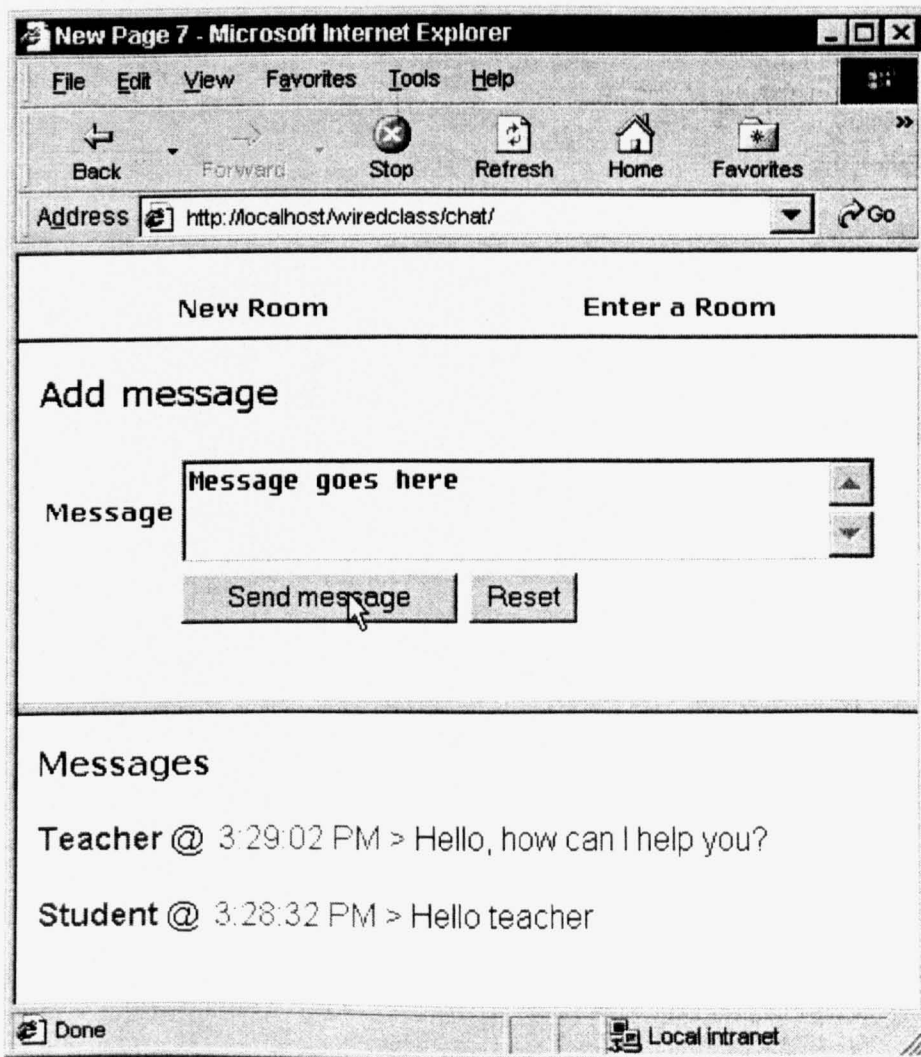 New Page 7 - Microsoft Internet Explorer
File Edit View Favorites Tools Help
»
Back Forward Stop Refresh Home Favorites
Address http://localhost/wiredclass/chat/ Go
New Room Enter a Room
Add message
Message Message goes here
Send message Reset
Messages
Teacher @ 3:29:02 PM > Hello, how can I help you?
Student @ 3:28:32 PM > Hello teacher
Done Local intranet